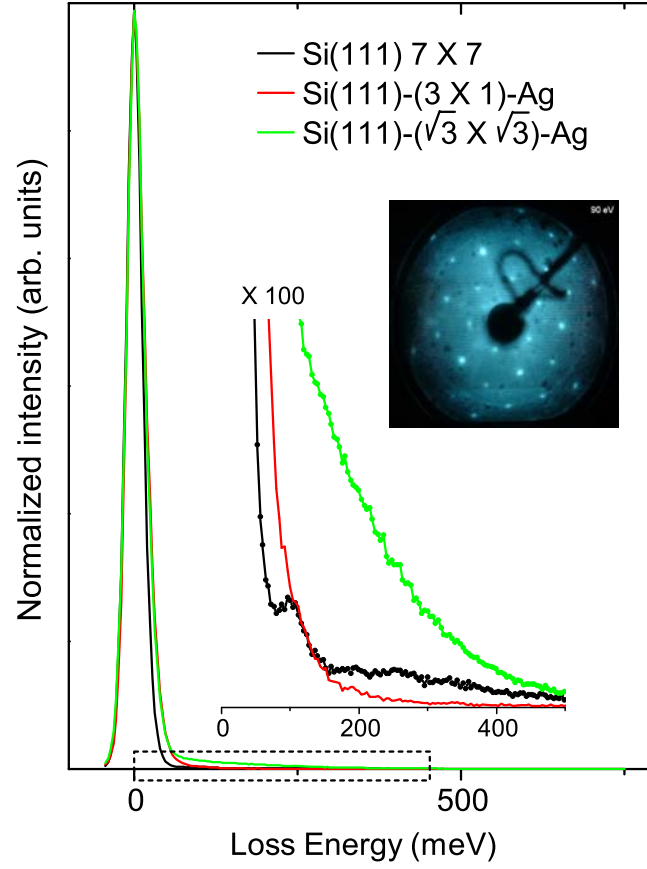 Si(111) 7 X 7
Si(111)-(3 X 1)-Ag
Si(111)-(√3 X √3)-Ag
90 eV
X 100
Normalized intensity (arb. units)
0 200 400
0 500
Loss Energy (meV)